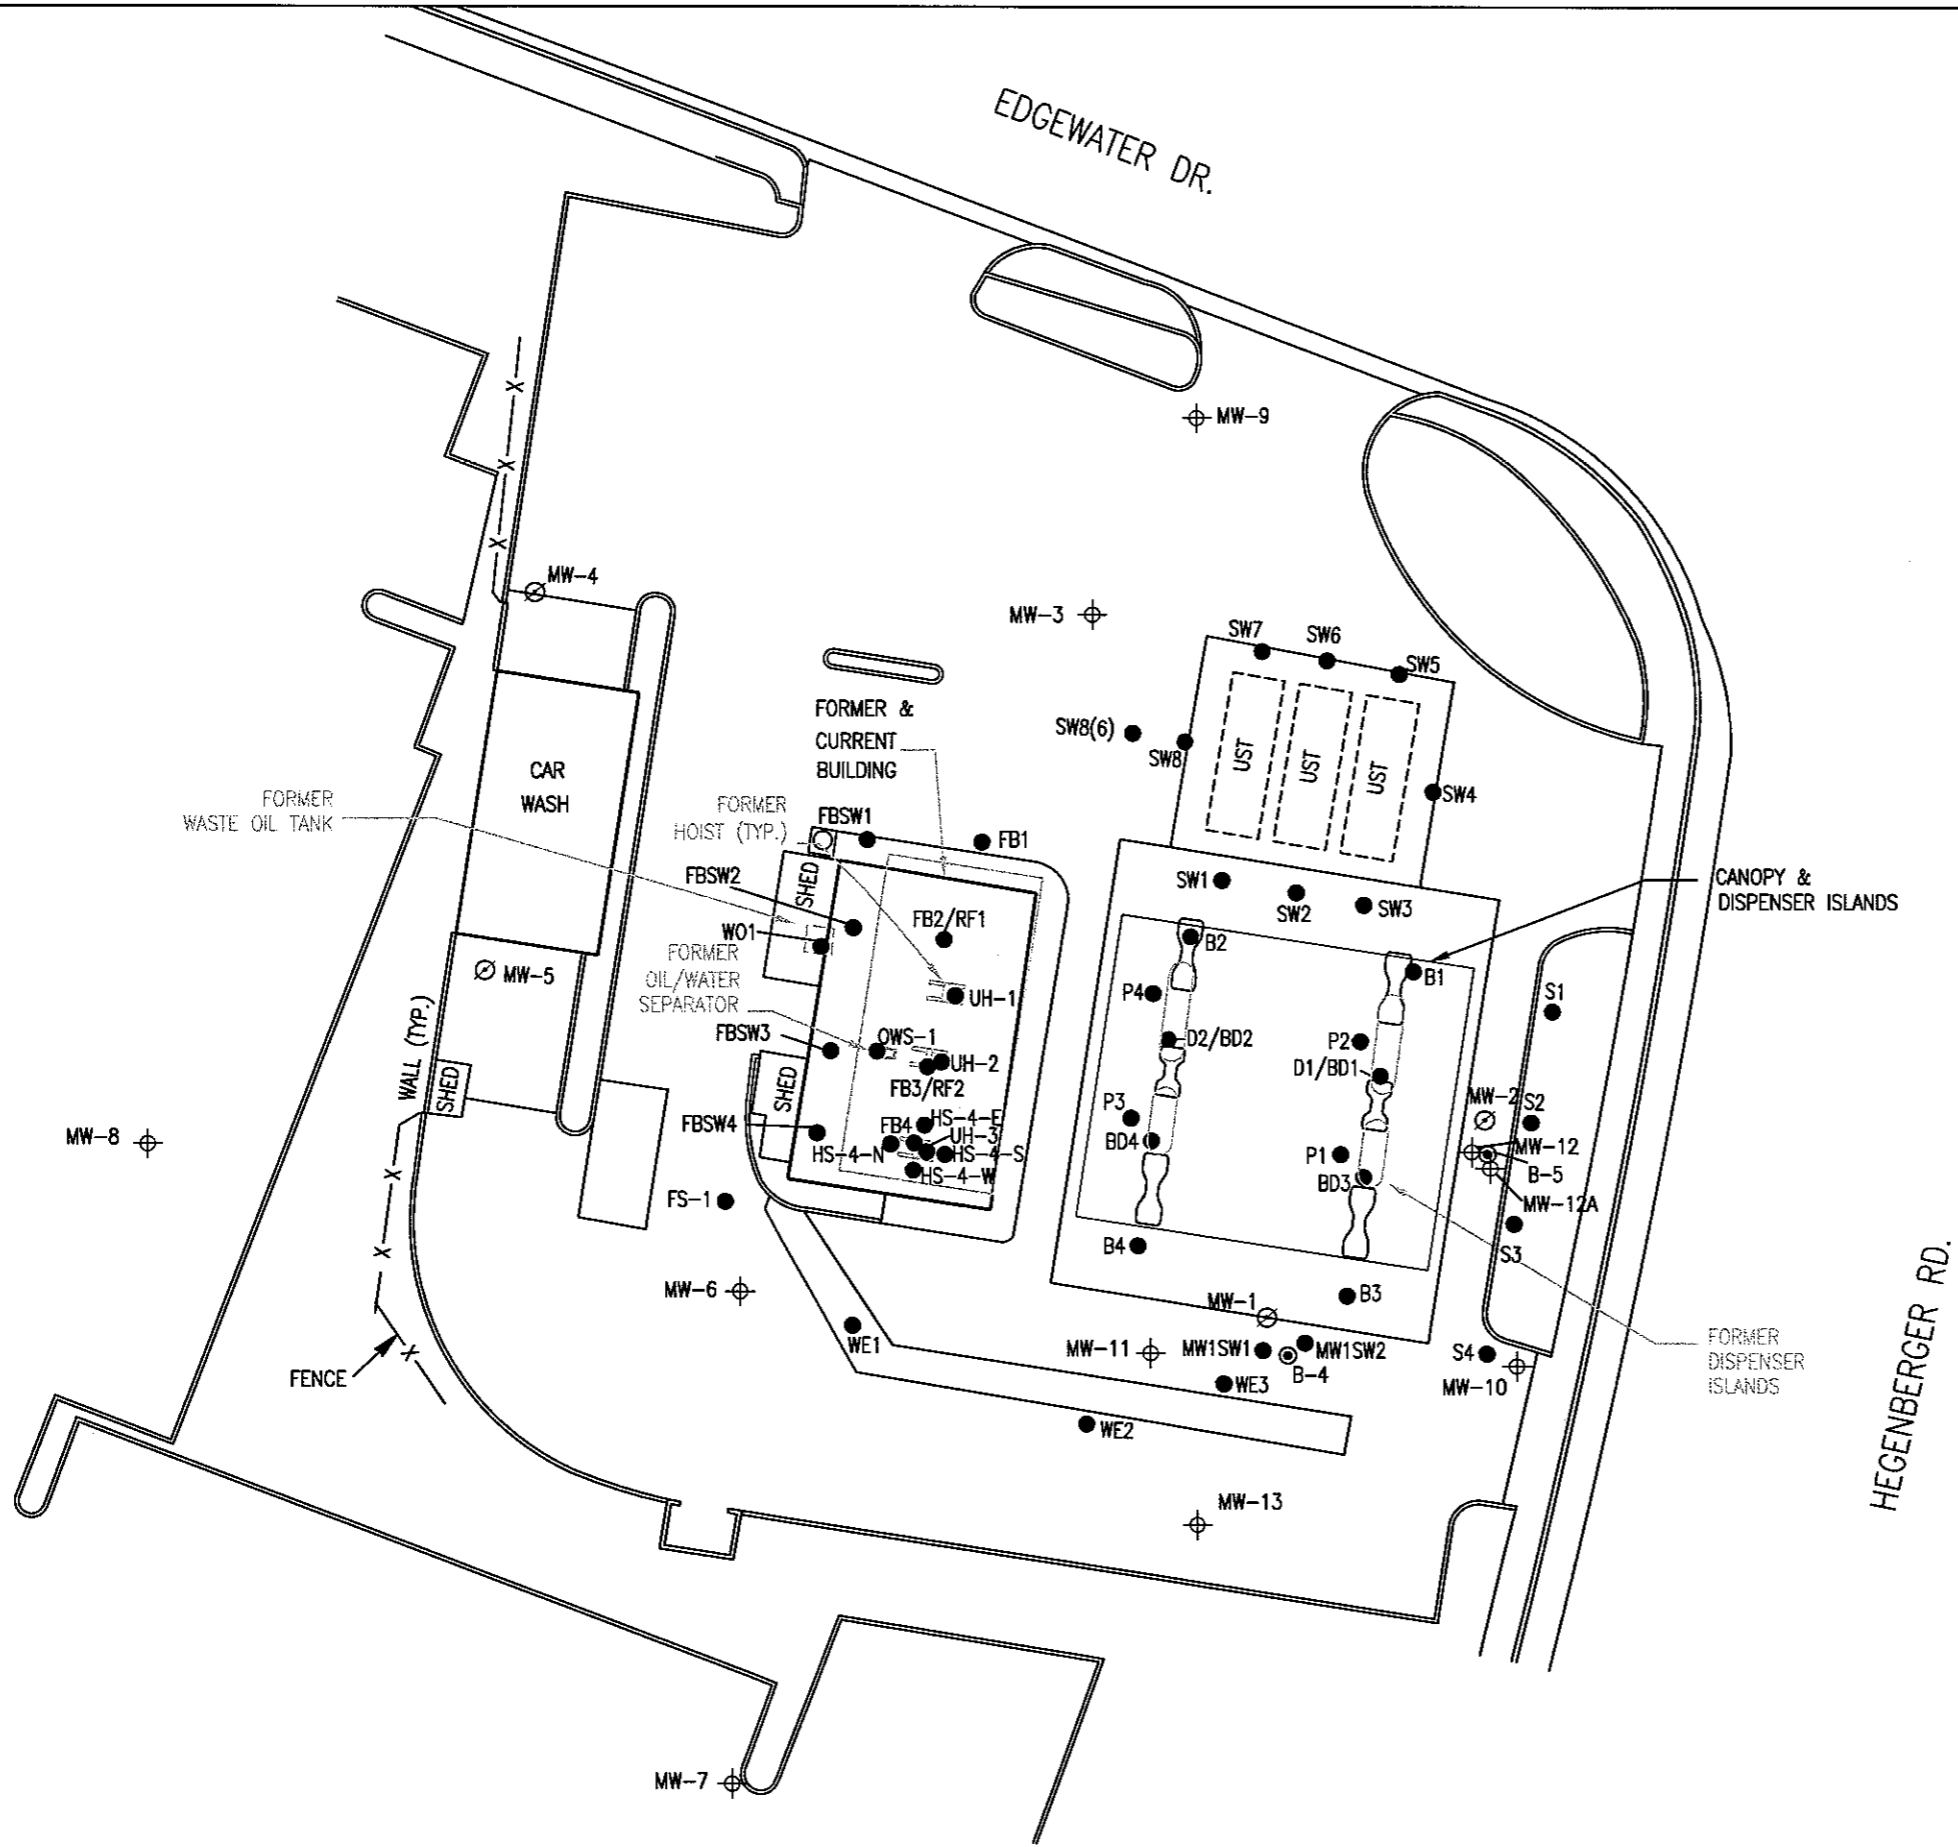 EDGEWATER DR.
MW-9
X
X
X
MW-4
MW-3
SW7
SW6
SW5
SW8(6)
SW8
UST
UST
UST
SW4
FORMER &
CURRENT
BUILDING
CAR
WASH
FORMER
WASTE OIL TANK
FORMER
HOIST (TYP.)
FBSW1
FB1
SHED
FBSW2
FB2/RF1
WO1
FORMER
OIL/WATER
SEPARATOR
UH-1
SW1
SW2
SW3
CANOPY &
DISPENSER ISLANDS
B2
B1
P4
S1
MW-5
WALL (TYP.)
SHED
FBSW3
OWS-1
UH-2
FB3/RF2
SHED
D2/BD2
P2
D1/BD1
MW-2
S2
P3
BD4
FBSW4
FB4
HS-4-E
UH-3
HS-4-N
HS-4-S
HS-4-W
P1
BD3
MW-12
B-5
MW-12A
S3
MW-8
FS-1
X
X
X
B4
B3
MW-6
MW-1
WE1
MW-11
MW1SW1
MW1SW2
B-4
S4
MW-10
FORMER
DISPENSER
ISLANDS
FENCE
WE3
WE2
HEGENBERGER RD.
MW-13
MW-7